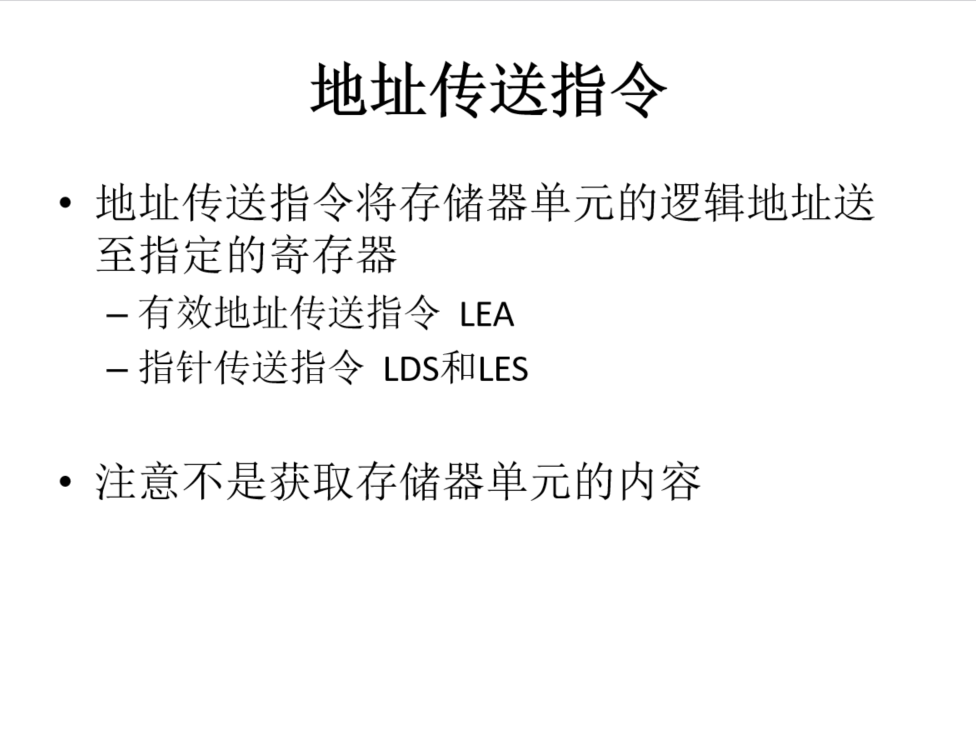 地址传送指令
• 地址传送指令将存储器单元的逻辑地址送
至指定的寄存器
– 有效地址传送指令 LEA
– 指针传送指令 LDS和LES
• 注意不是获取存储器单元的内容